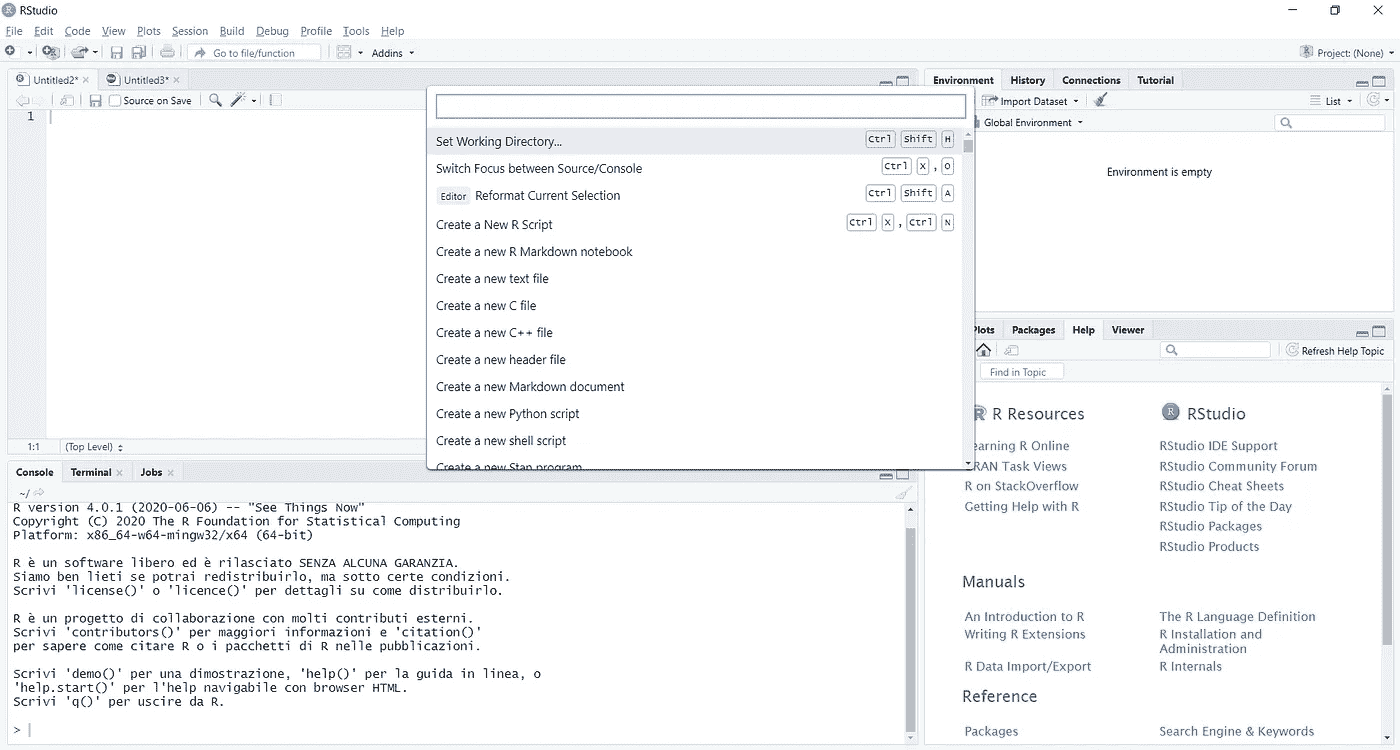 RStudio
File Edit Code View Plots Session Build Debug Profile Tools Help
Go to file/function Addins Project: (None)
Untitled2* Untitled3*
Source on Save
1
1:1 (Top Level)
Set Working Directory... Ctrl Shift H
Switch Focus between Source/Console Ctrl X , O
Editor Reformat Current Selection Ctrl Shift A
Create a New R Script Ctrl X , Ctrl N
Create a new R Markdown notebook
Create a new text file
Create a new C file
Create a new C++ file
Create a new header file
Create a new Markdown document
Create a new Python script
Create a new shell script
Create a new Stan program
Environment History Connections Tutorial
Import Dataset List
Global Environment
Environment is empty
Console Terminal Jobs
~/
R version 4.0.1 (2020-06-06) -- "See Things Now"
Copyright (C) 2020 The R Foundation for Statistical Computing
Platform: x86_64-w64-mingw32/x64 (64-bit)
R è un software libero ed è rilasciato SENZA ALCUNA GARANZIA.
Siamo ben lieti se potrai redistribuirlo, ma sotto certe condizioni.
Scrivi 'license()' o 'licence()' per dettagli su come distribuirlo.
R è un progetto di collaborazione con molti contributi esterni.
Scrivi 'contributors()' per maggiori informazioni e 'citation()'
per sapere come citare R o i pacchetti di R nelle pubblicazioni.
Scrivi 'demo()' per una dimostrazione, 'help()' per la guida in linea, o
'help.start()' per l'help navigabile con browser HTML.
Scrivi 'q()' per uscire da R.
>
lots Packages Help Viewer
Refresh Help Topic
Find in Topic
R Resources
earning R Online
RAN Task Views
R on StackOverflow
Getting Help with R
RStudio
RStudio IDE Support
RStudio Community Forum
RStudio Cheat Sheets
RStudio Tip of the Day
RStudio Packages
RStudio Products
Manuals
An Introduction to R The R Language Definition
Writing R Extensions R Installation and
Administration
R Data Import/Export R Internals
Reference
Packages Search Engine & Keywords